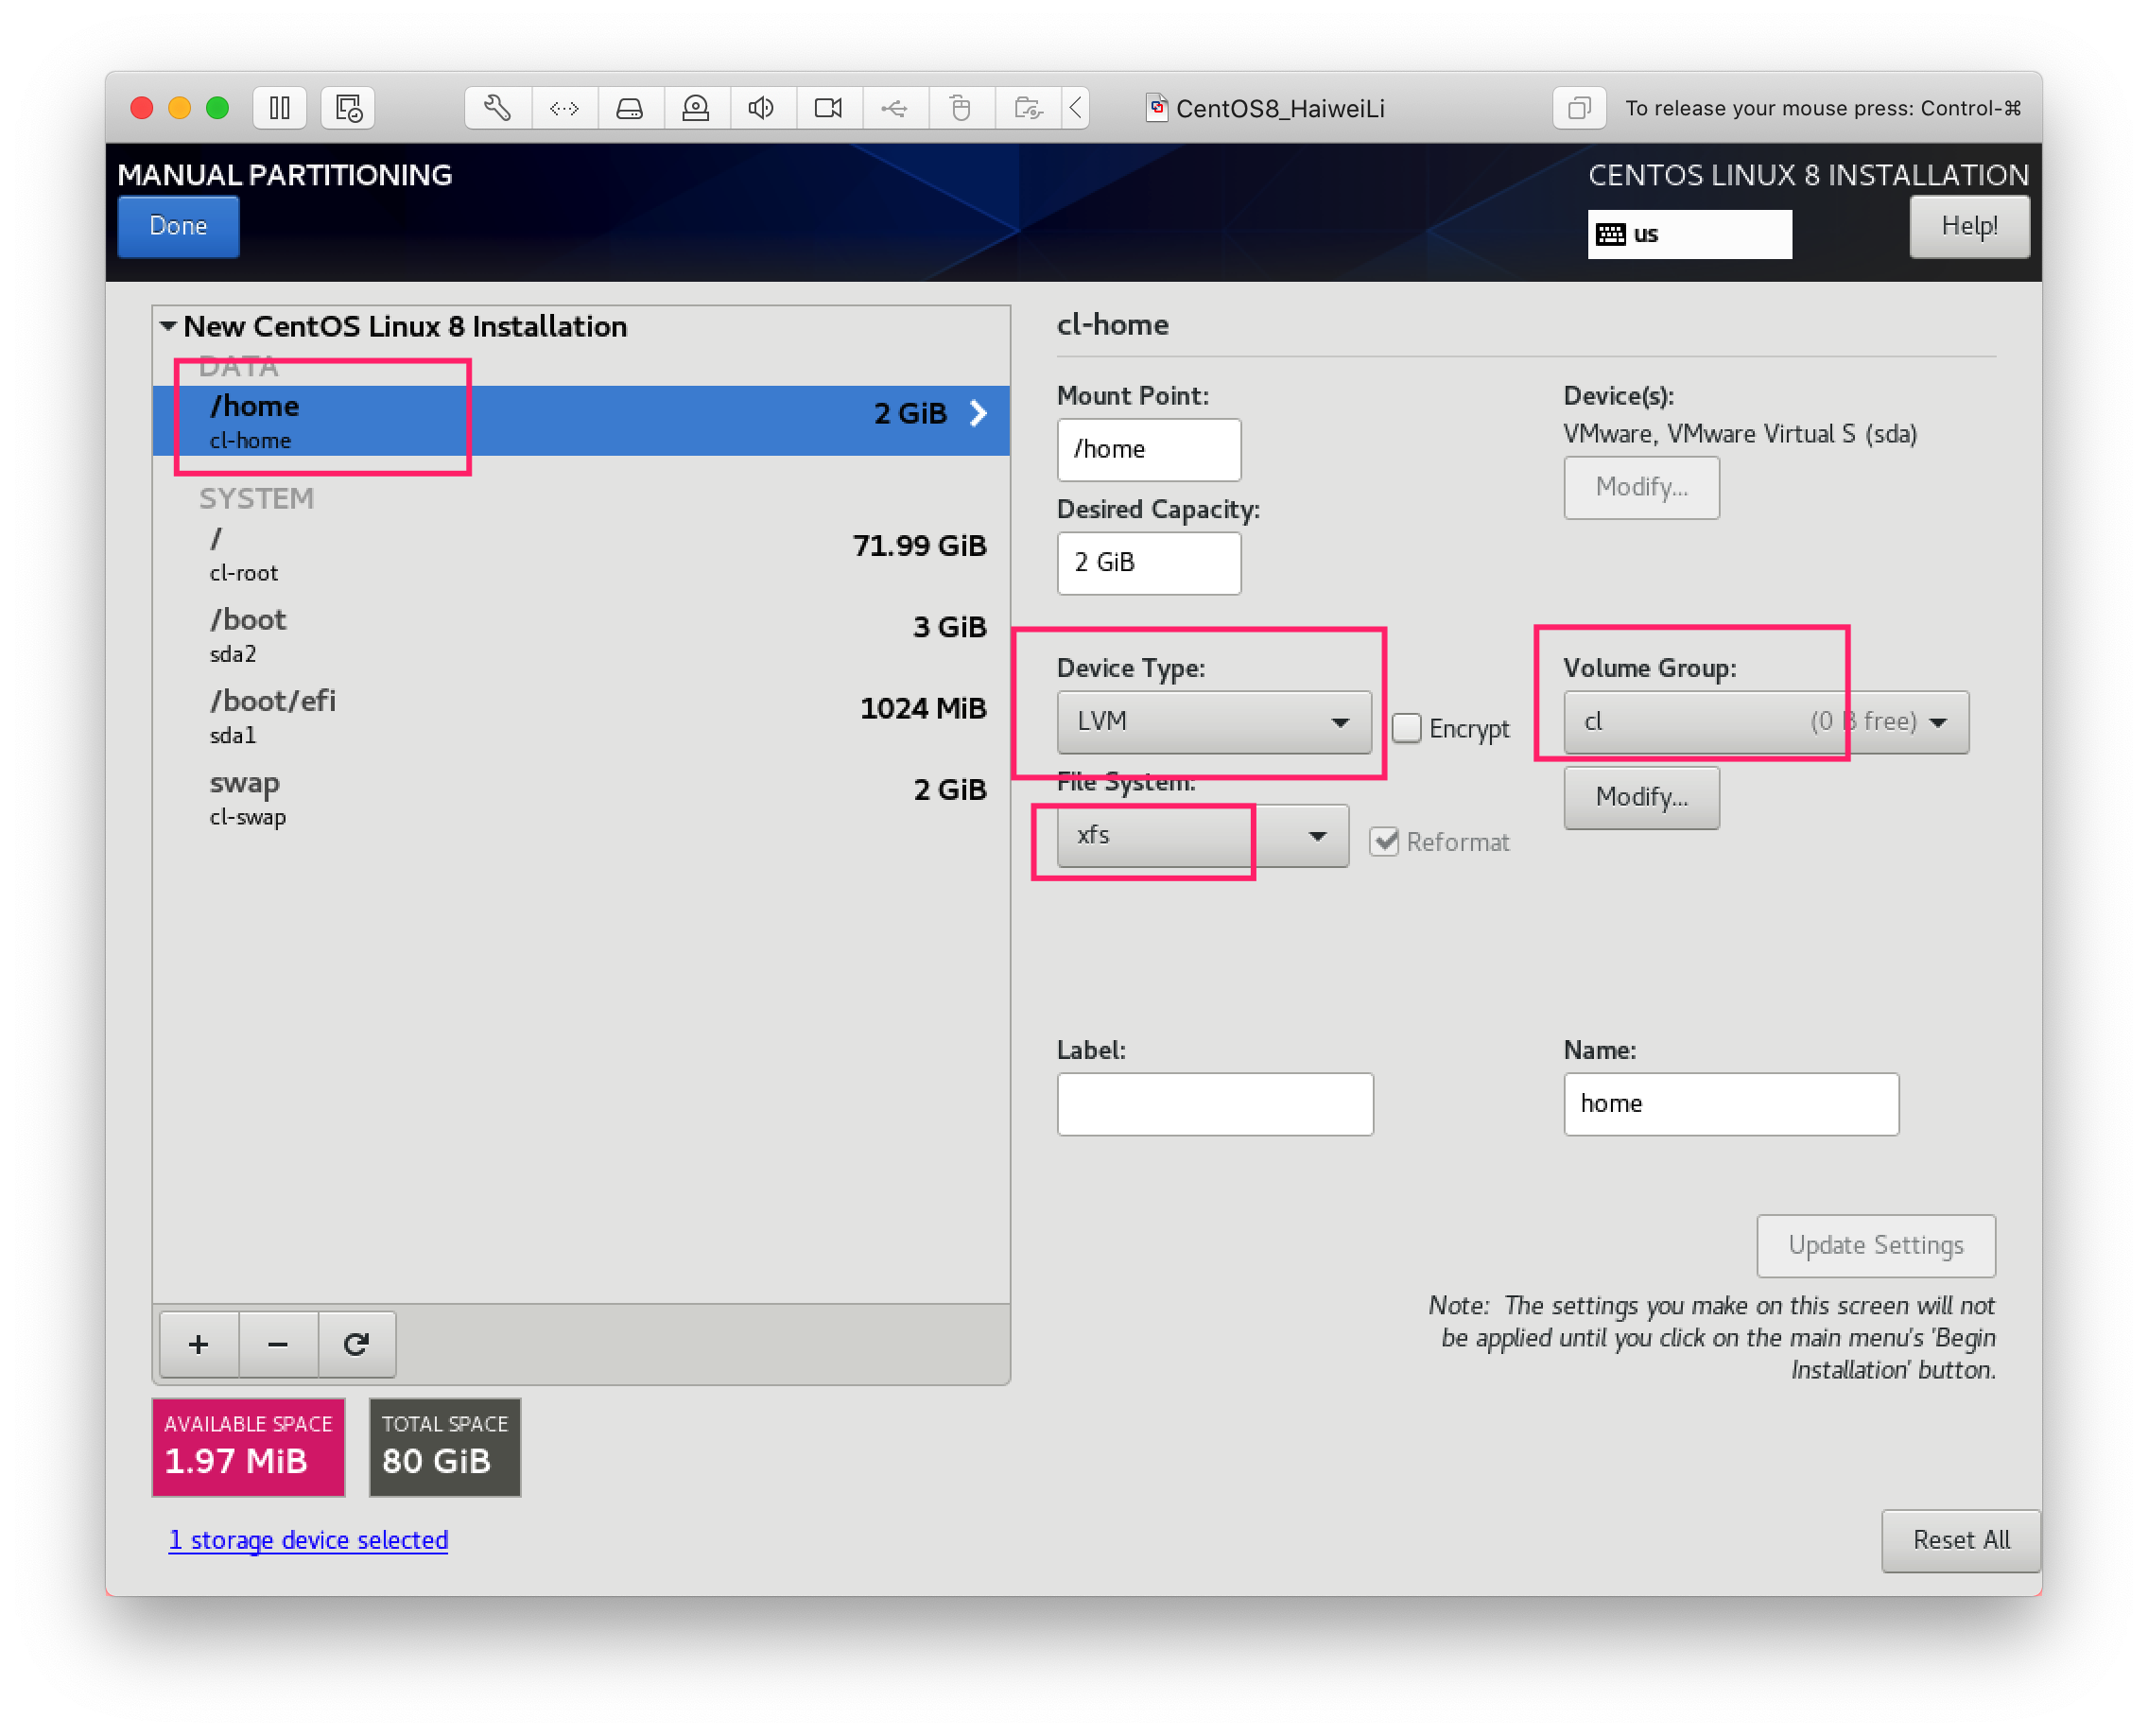 CentOS8_HaiweiLi
To release your mouse press: Control-⌘
MANUAL PARTITIONING
CENTOS LINUX 8 INSTALLATION
Done
us
Help!
New CentOS Linux 8 Installation
DATA
/home
2 GiB
cl-home
SYSTEM
/
71.99 GiB
cl-root
/boot
3 GiB
sda2
/boot/efi
1024 MiB
sda1
swap
2 GiB
cl-swap
+ −
AVAILABLE SPACE
1.97 MiB
TOTAL SPACE
80 GiB
1 storage device selected
cl-home
Mount Point:
/home
Device(s):
VMware, VMware Virtual S (sda)
Modify...
Desired Capacity:
2 GiB
Device Type:
LVM
Encrypt
Volume Group:
cl (0 B free)
Modify...
File System:
xfs
Reformat
Label:
Name:
home
Update Settings
Note: The settings you make on this screen will not
be applied until you click on the main menu's 'Begin
Installation' button.
Reset All